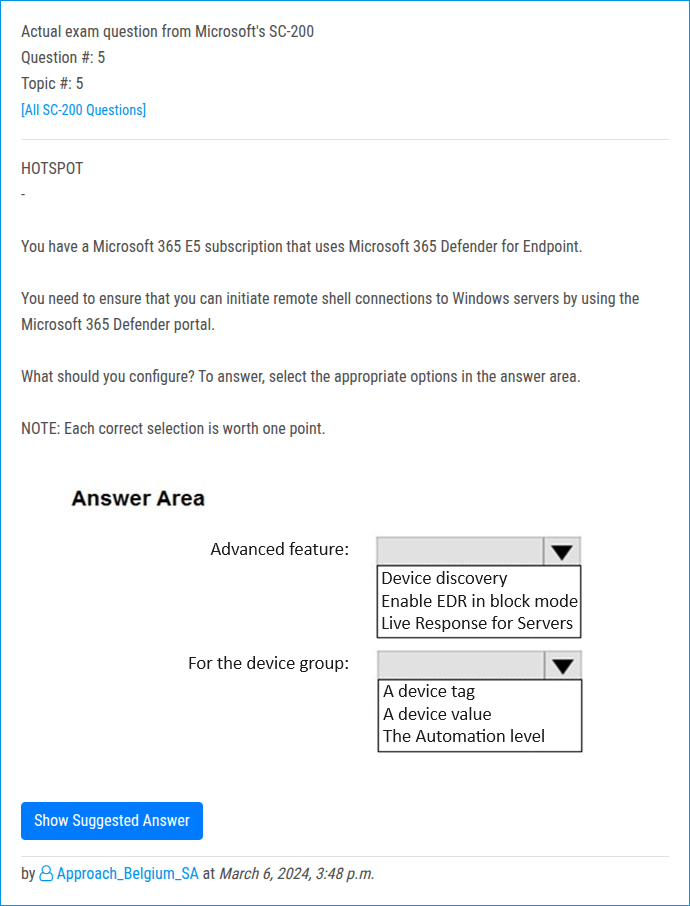 Actual exam question from Microsoft's SC-200
Question #: 5
Topic #: 5
[All SC-200 Questions]
HOTSPOT
-
You have a Microsoft 365 E5 subscription that uses Microsoft 365 Defender for Endpoint.
You need to ensure that you can initiate remote shell connections to Windows servers by using the
Microsoft 365 Defender portal.
What should you configure? To answer, select the appropriate options in the answer area.
NOTE: Each correct selection is worth one point.
Answer Area
Advanced feature:
Device discovery
Enable EDR in block mode
Live Response for Servers
For the device group:
A device tag
A device value
The Automation level
Show Suggested Answer
by Approach_Belgium_SA at March 6, 2024, 3:48 p.m.